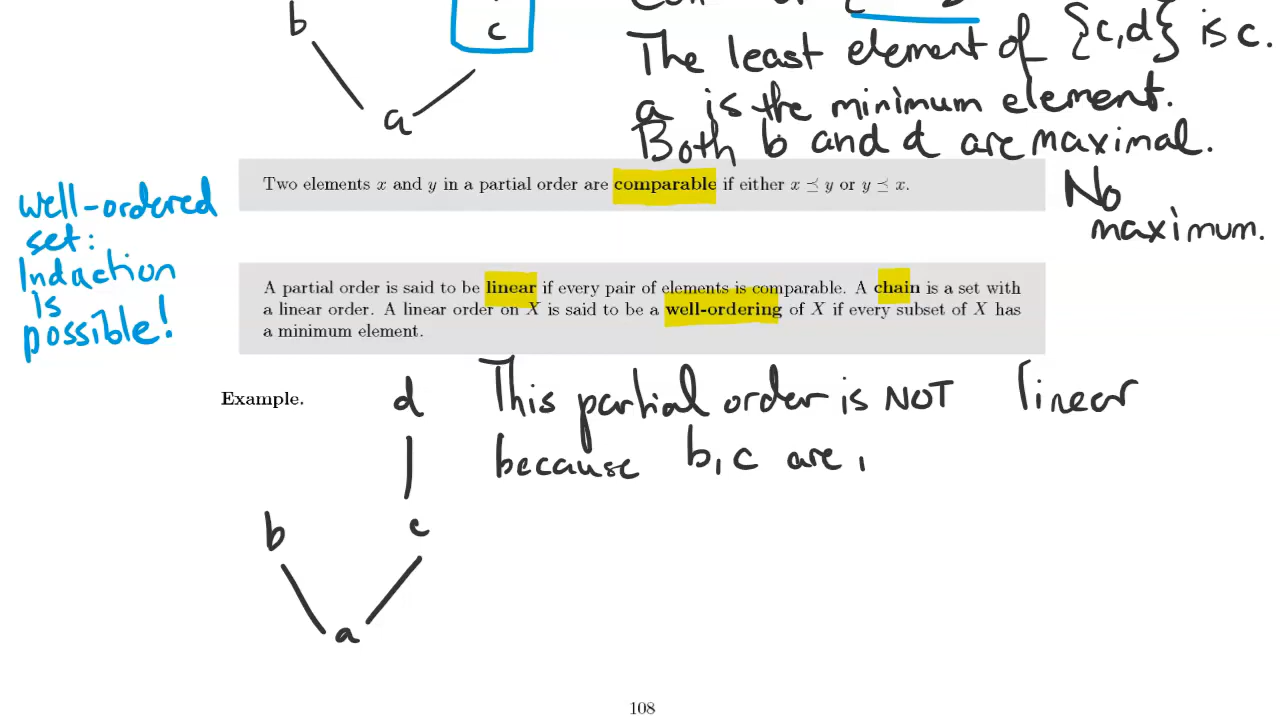 b
c
a
The least element of {c,d} is c.
a is the minimum element.
Both b and d are maximal.
No
maximum.
Two elements x and y in a partial order are comparable if either x ⪯ y or y ⪯ x.
well-ordered
set:
Indaction
Is
possible!
A partial order is said to be linear if every pair of elements is comparable. A chain is a set with
a linear order. A linear order on X is said to be a well-ordering of X if every subset of X has
a minimum element.
Example.
d
This partial order is NOT linear
because b, c are
b
c
a
108